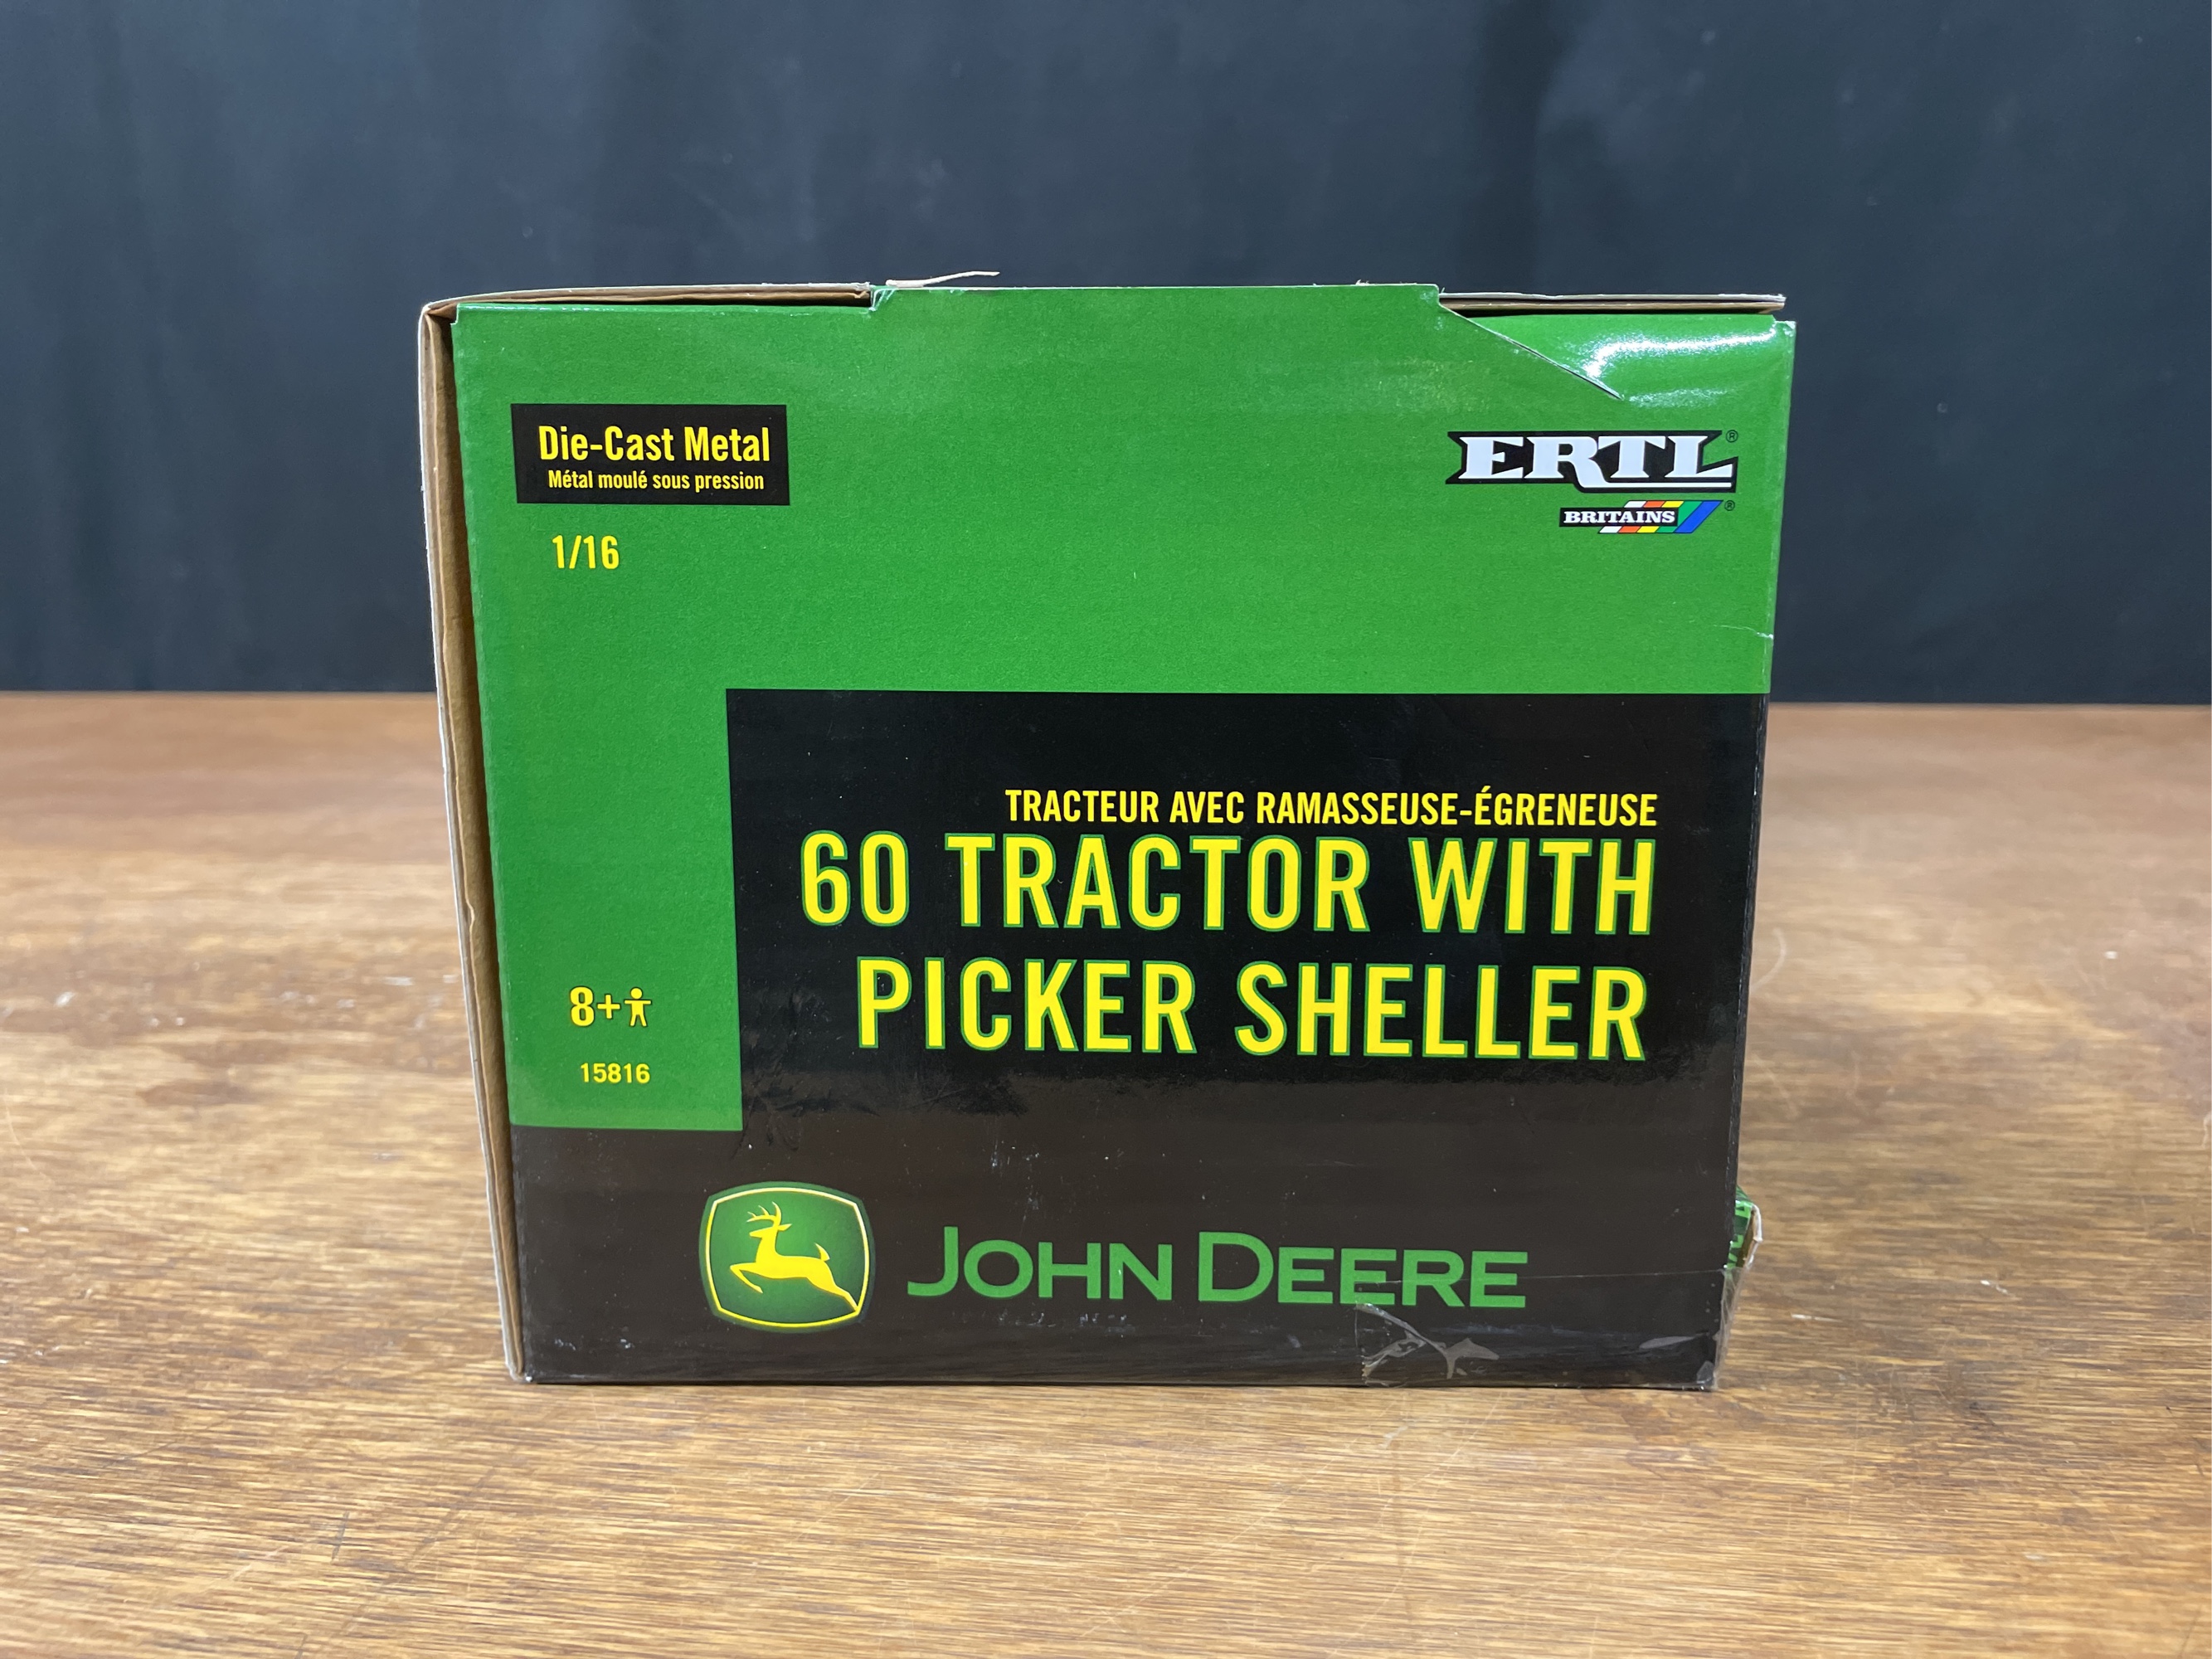 Die-Cast Metal
Métal moulé sous pression
1/16
ERTL®
BRITAINS®
TRACTEUR AVEC RAMASSEUSE-ÉGRENEUSE
60 TRACTOR WITH
PICKER SHELLER
8+
15816
JOHN DEERE